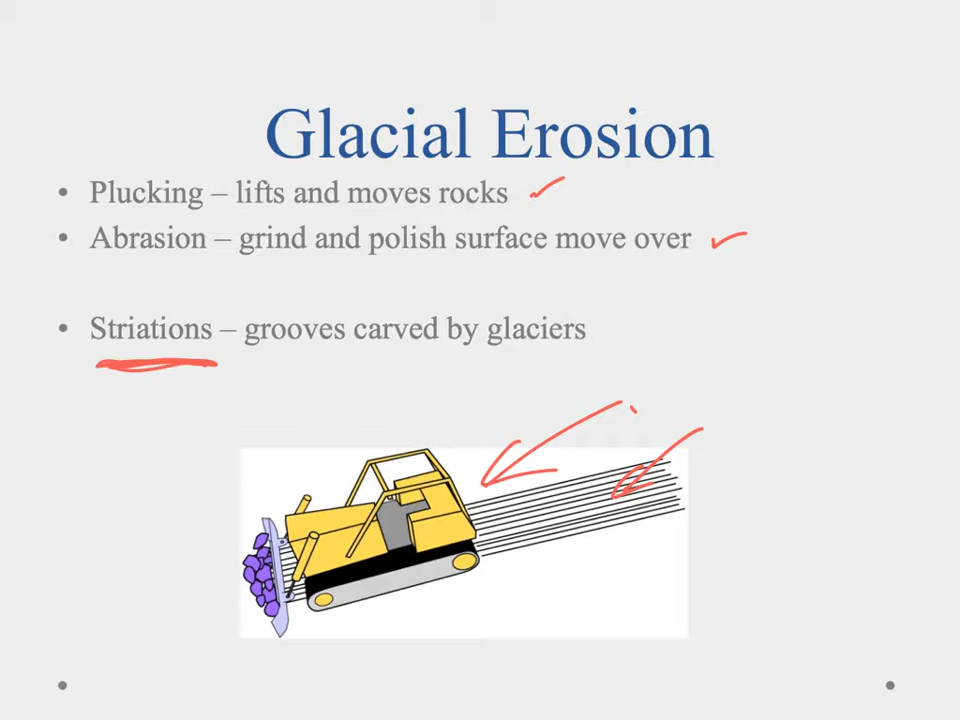 Glacial Erosion
• Plucking – lifts and moves rocks
• Abrasion – grind and polish surface move over
• Striations – grooves carved by glaciers